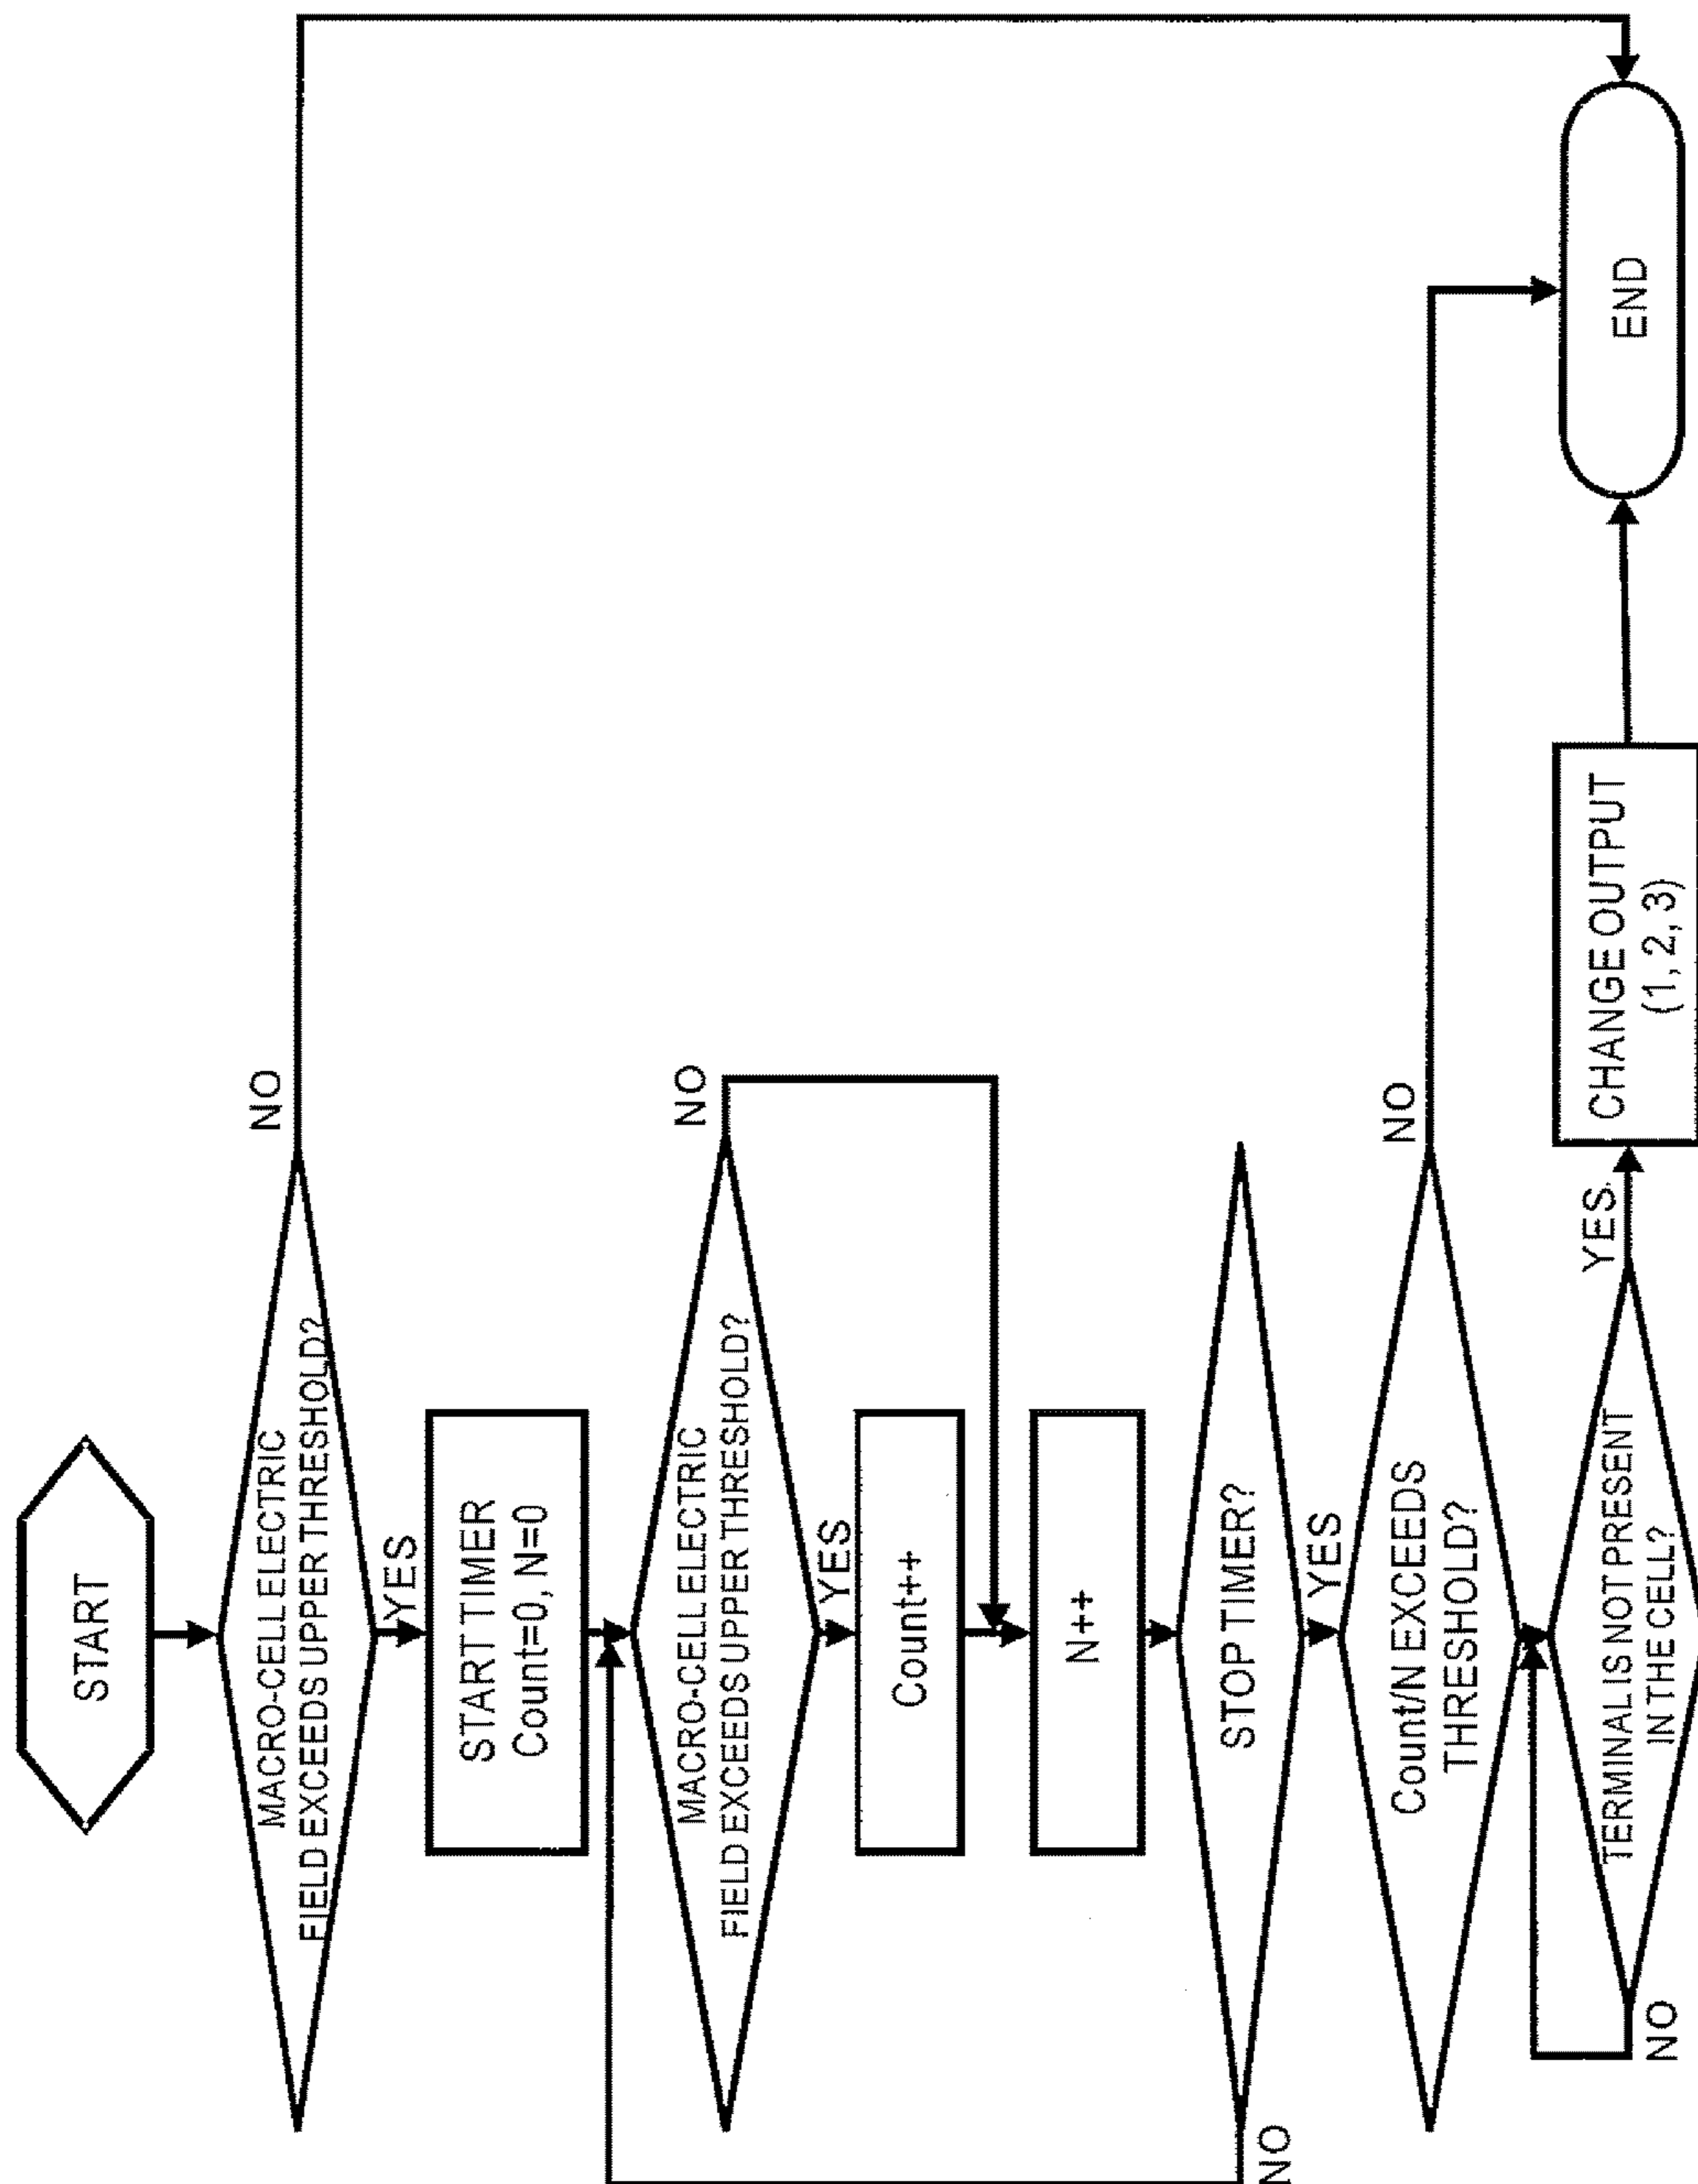 START
MACRO-CELL ELECTRIC
FIELD EXCEEDS UPPER THRESHOLD?
NO
YES
START TIMER
Count=0, N=0
MACRO-CELL ELECTRIC
FIELD EXCEEDS UPPER THRESHOLD?
NO
YES
Count++
N++
STOP TIMER?
NO
YES
Count/N EXCEEDS
THRESHOLD?
NO
TERMINAL IS NOT PRESENT
IN THE CELL?
NO
YES
CHANGE OUTPUT
(1, 2, 3)
END